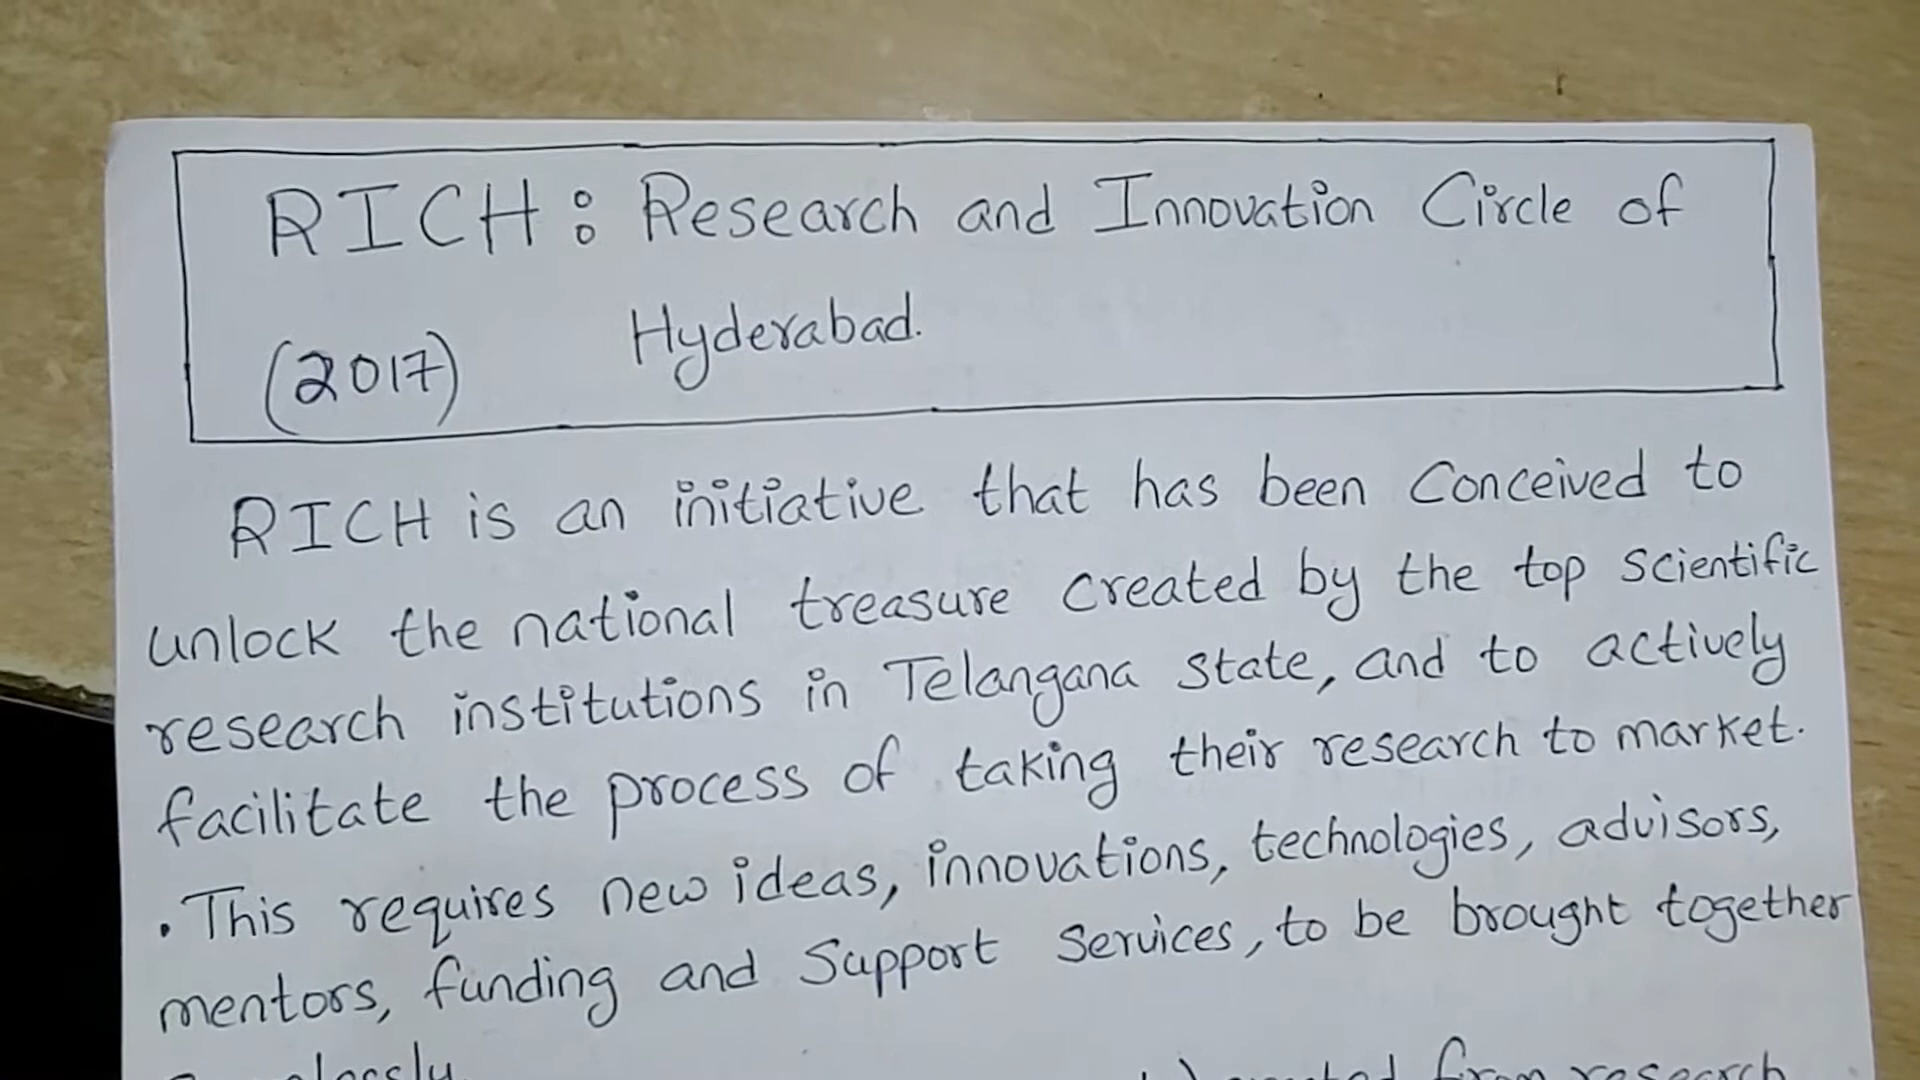 RICH: Research and Innovation Circle of
(2017) Hyderabad.
RICH is an initiative that has been Conceived to
unlock the national treasure created by the top scientific
research institutions in Telangana State, and to actively
facilitate the process of taking their research to market.
• This requires new ideas, innovations, technologies, advisors,
mentors, funding and Support Services, to be brought together
from research